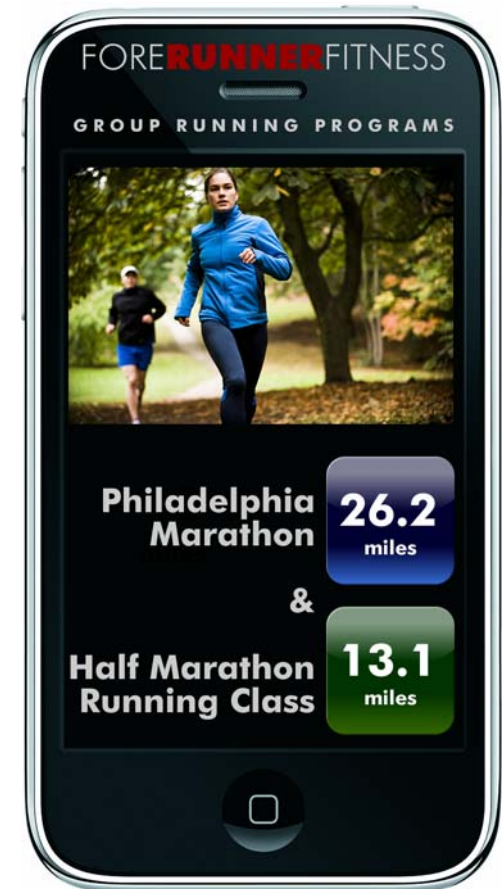 FORERUNNERFITNESS
GROUP RUNNING PROGRAMS
Philadelphia
Marathon
26.2
miles
&
Half Marathon
Running Class
13.1
miles